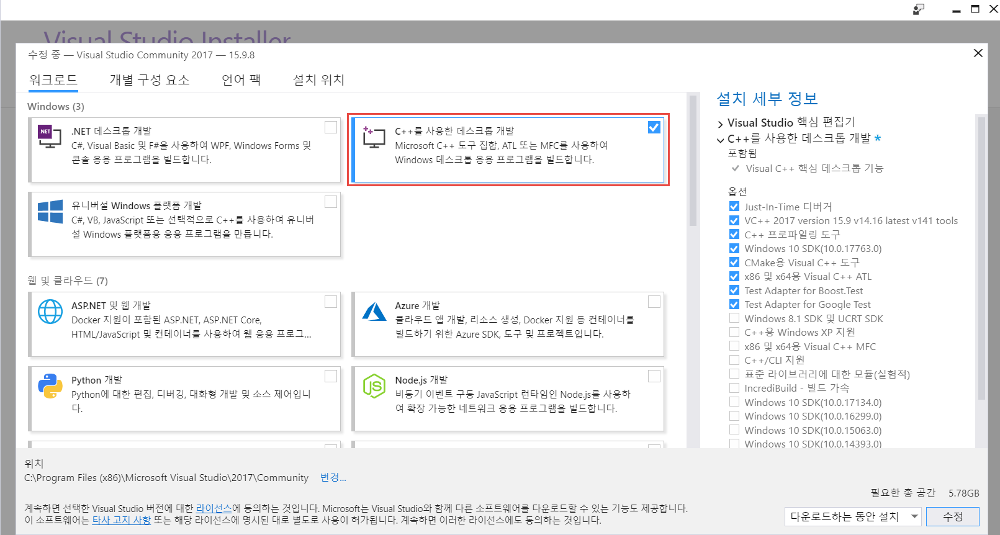 Visual Studio Installer
수정 중 — Visual Studio Community 2017 — 15.9.8
워크로드
개별 구성 요소
언어 팩
설치 위치
Windows (3)
.NET
.NET 데스크톱 개발
C#, Visual Basic 및 F#을 사용하여 WPF, Windows Forms 및
콘솔 응용 프로그램을 빌드합니다.
C++를 사용한 데스크톱 개발
Microsoft C++ 도구 집합, ATL 또는 MFC를 사용하여
Windows 데스크톱 응용 프로그램을 빌드합니다.
유니버설 Windows 플랫폼 개발
C#, VB, JavaScript 또는 선택적으로 C++를 사용하여 유니버
설 Windows 플랫폼용 응용 프로그램을 만듭니다.
웹 및 클라우드 (7)
ASP.NET 및 웹 개발
Docker 지원이 포함된 ASP.NET, ASP.NET Core,
HTML/JavaScript 및 컨테이너를 사용하여 웹 응용 프로그...
Azure 개발
클라우드 앱 개발, 리소스 생성, Docker 지원 등 컨테이너를
빌드하기 위한 Azure SDK, 도구 및 프로젝트입니다.
Python 개발
Python에 대한 편집, 디버깅, 대화형 개발 및 소스 제어입니
다.
JS
Node.js 개발
비동기 이벤트 구동 JavaScript 런타임인 Node.js를 사용하
여 확장 가능한 네트워크 응용 프로그램을 빌드합니다.
설치 세부 정보
Visual Studio 핵심 편집기
C++를 사용한 데스크톱 개발 *
포함됨
Visual C++ 핵심 데스크톱 기능
옵션
Just-In-Time 디버거
VC++ 2017 version 15.9 v14.16 latest v141 tools
C++ 프로파일링 도구
Windows 10 SDK(10.0.17763.0)
CMake용 Visual C++ 도구
x86 및 x64용 Visual C++ ATL
Test Adapter for Boost.Test
Test Adapter for Google Test
Windows 8.1 SDK 및 UCRT SDK
C++용 Windows XP 지원
x86 및 x64용 Visual C++ MFC
C++/CLI 지원
표준 라이브러리에 대한 모듈(실험적)
IncrediBuild - 빌드 가속
Windows 10 SDK(10.0.17134.0)
Windows 10 SDK(10.0.16299.0)
Windows 10 SDK(10.0.15063.0)
Windows 10 SDK(10.0.14393.0)
위치
C:\Program Files (x86)\Microsoft Visual Studio\2017\Community 변경...
필요한 총 공간 5.78GB
계속하면 선택한 Visual Studio 버전에 대한 라이선스에 동의하는 것입니다. Microsoft는 Visual Studio와 함께 다른 소프트웨어를 다운로드할 수 있는 기능도 제공합니다.
이 소프트웨어는 타사 고지 사항 또는 해당 라이선스에 명시된 대로 별도로 사용이 허가됩니다. 계속하면 이러한 라이선스에도 동의하는 것입니다.
다운로드하는 동안 설치
수정